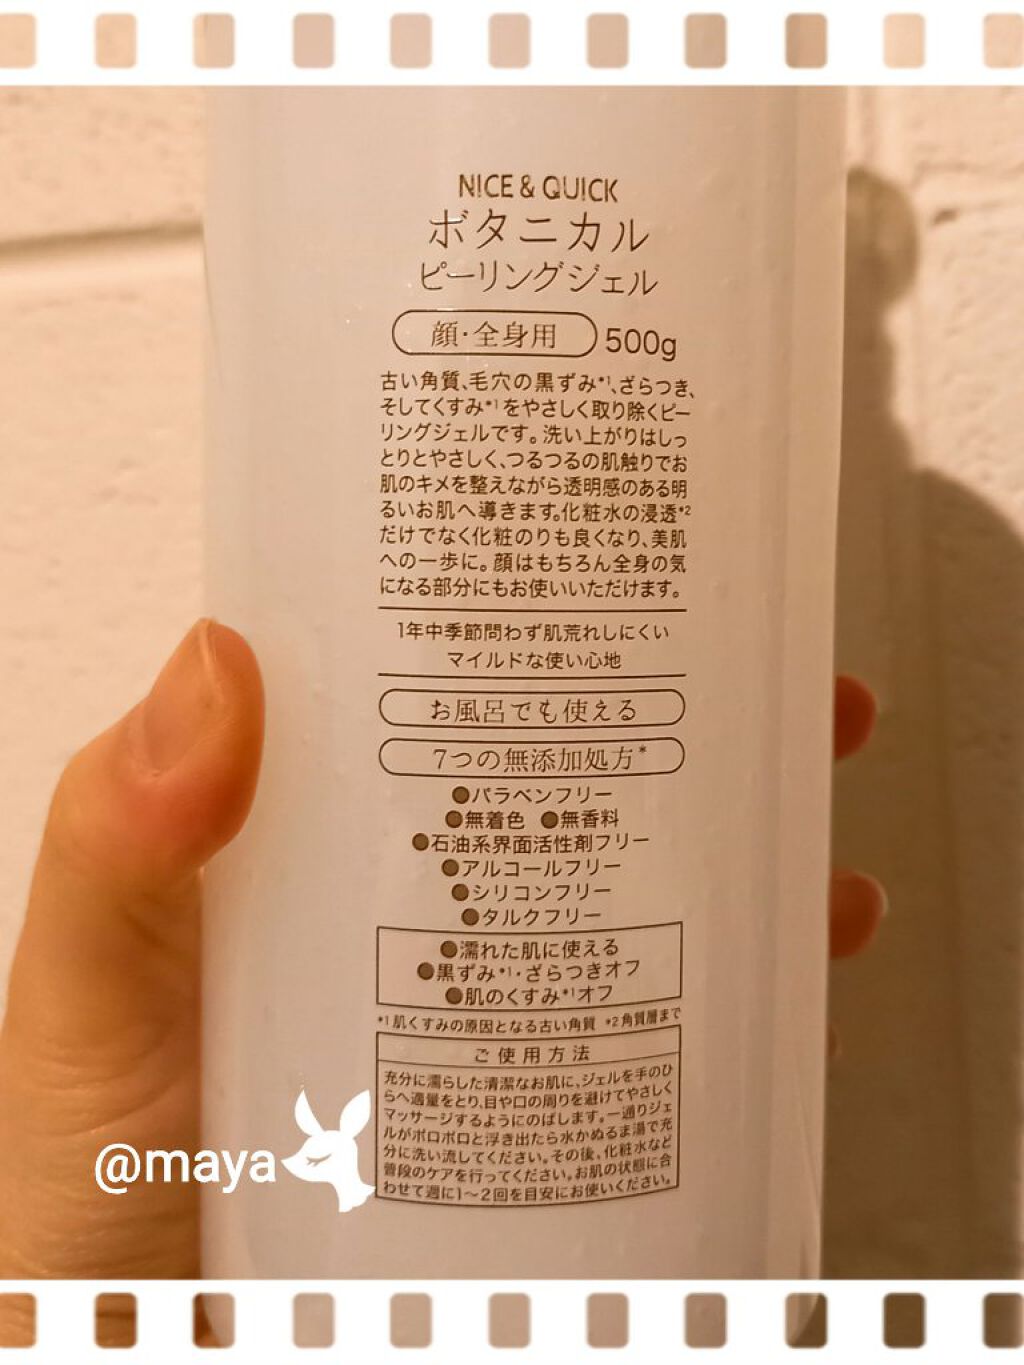 NICE & QUICK
ボタニカル
ピーリングジェル
顔・全身用 500g
古い角質、毛穴の黒ずみ*1、ざらつき、
そしてくすみ*1をやさしく取り除くピー
リングジェルです。洗い上がりはしっ
とりとやさしく、つるつるの肌触りでお
肌のキメを整えながら透明感のある明
るいお肌へ導きます。化粧水の浸透*2
だけでなく化粧のりも良くなり、美肌
への一歩に。顔はもちろん全身の気
になる部分にもお使いいただけます。
1年中季節問わず肌荒れしにくい
マイルドな使い心地
お風呂でも使える
7つの無添加処方*
●パラベンフリー
●無着色 ●無香料
●石油系界面活性剤フリー
●アルコールフリー
●シリコンフリー
●タルクフリー
●濡れた肌に使える
●黒ずみ*1・ざらつきオフ
●肌のくすみ*1オフ
*1 肌くすみの原因となる古い角質 *2 角質層まで
ご使用方法
充分に濡らした清潔なお肌に、ジェルを手のひ
らへ適量をとり、目や口の周りを避けてやさしく
マッサージするようにのばします。一通りジェ
ルがポロポロと浮き出たら水かぬるま湯で充
分に洗い流してください。その後、化粧水など
普段のケアを行ってください。お肌の状態に合
わせて週に1〜2回を目安にお使いください。
@maya